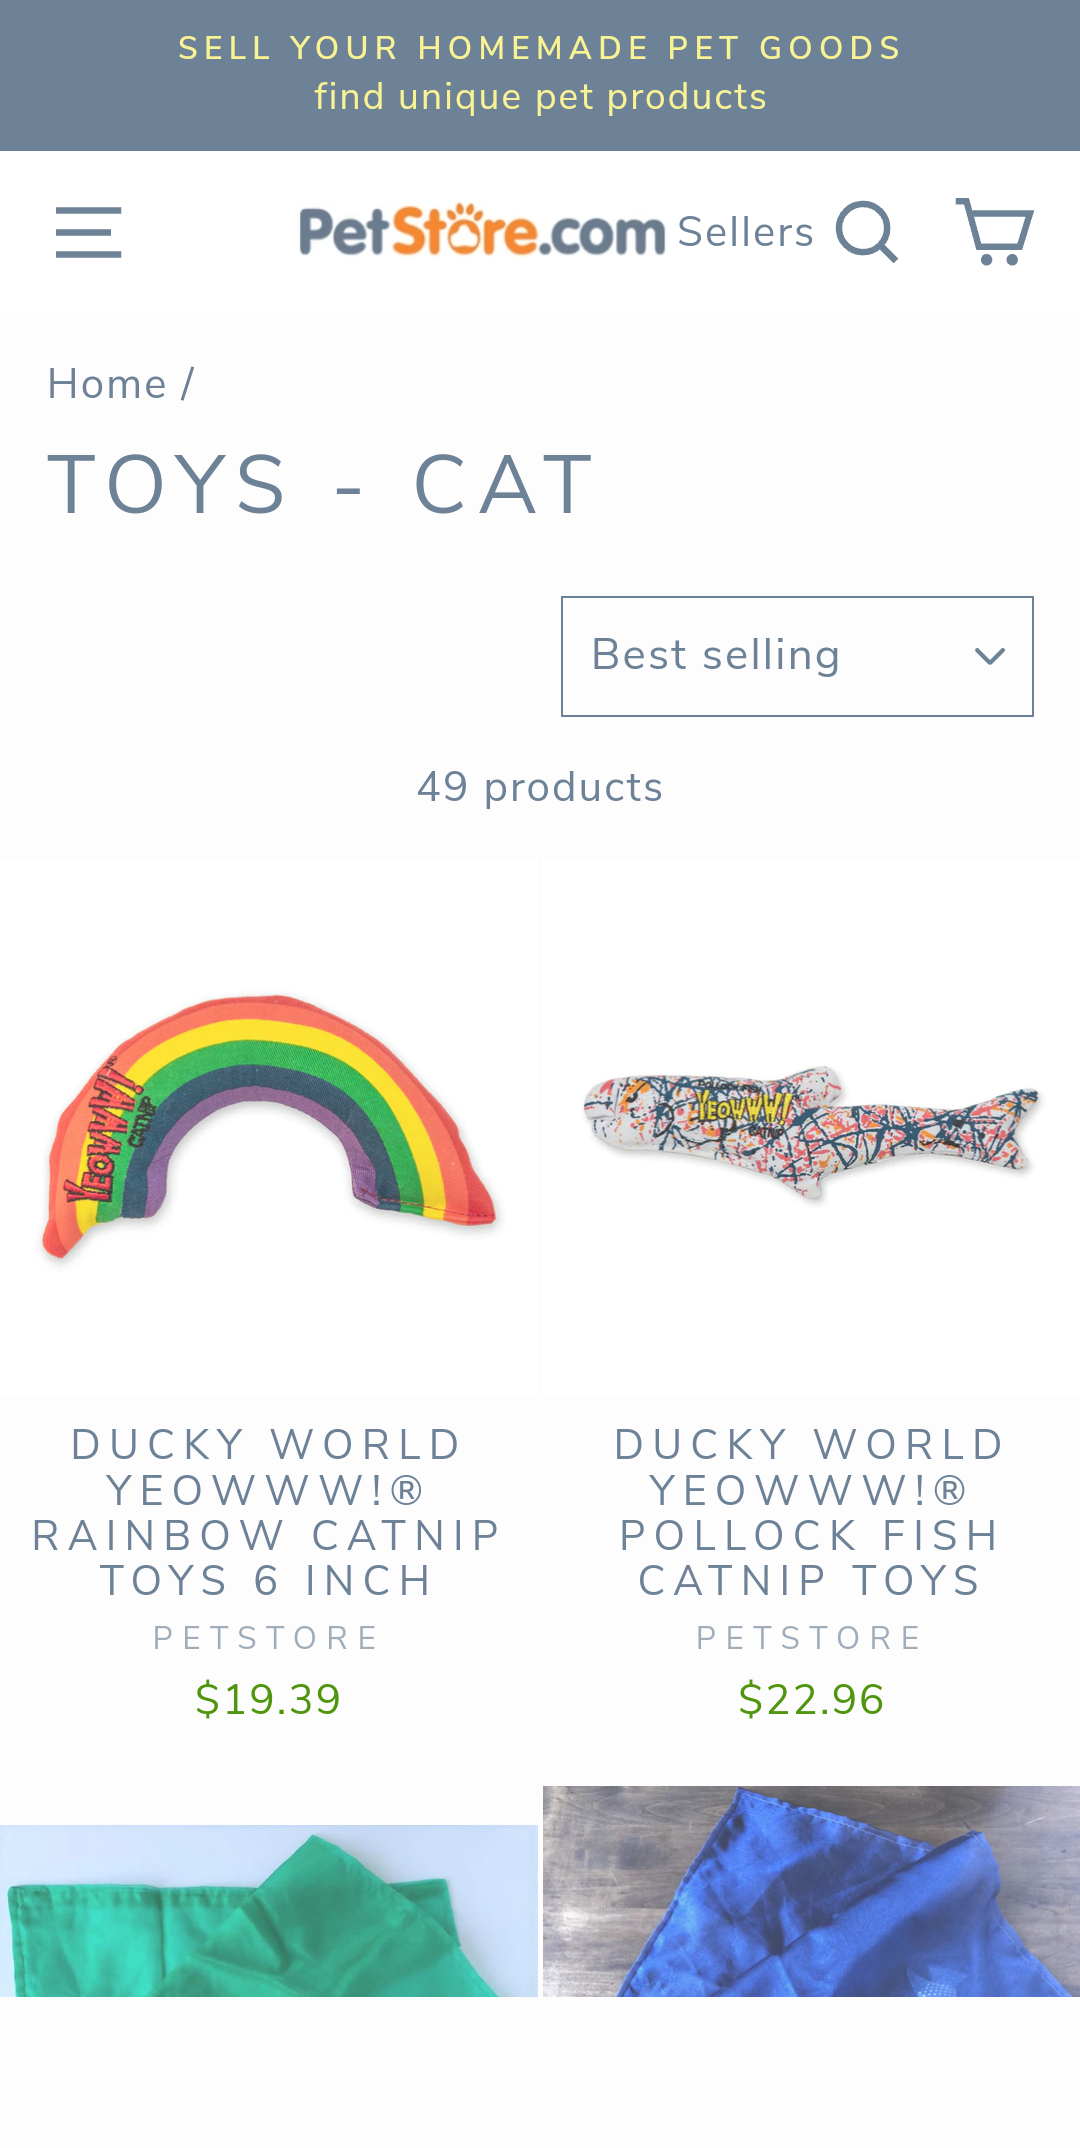 SELL YOUR HOMEMADE PET GOODS
find unique pet products
PetStore.com
Sellers
Home /
TOYS - CAT
Best selling
49 products
YEOWWW!®
CATNIP
YEOWWW!
CATNIP
DUCKY WORLD
YEOWWW!®
RAINBOW CATNIP
TOYS 6 INCH
PETSTORE
$19.39
DUCKY WORLD
YEOWWW!®
POLLOCK FISH
CATNIP TOYS
PETSTORE
$22.96